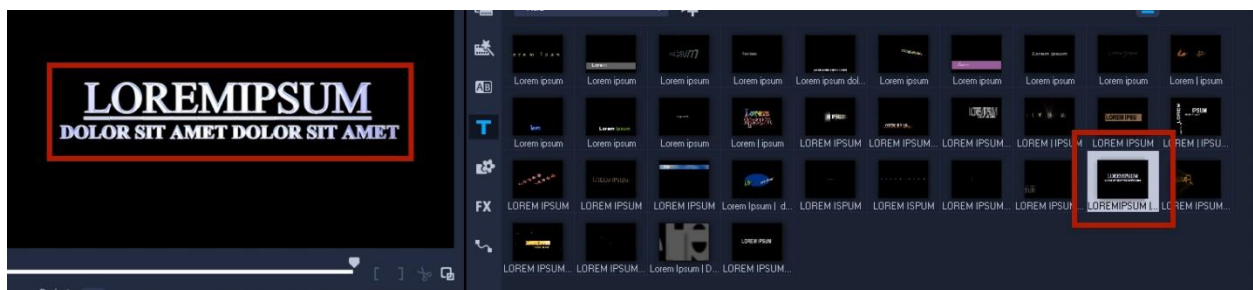 LOREMIPSUM
DOLOR SIT AMET DOLOR SIT AMET
AB
T
FX
[ ]
Lorem ipsum Lorem ipsum Lorem ipsum Lorem ipsum Lorem ipsum dol... Lorem ipsum Lorem ipsum Lorem ipsum Lorem ipsum Lorem | ipsum
Lorem ipsum Lorem ipsum Lorem ipsum Lorem | ipsum LOREM IPSUM LOREM IPSUM... LOREM IPSUM LOREM | IPSUM LOREM IPSUM LOREM | IPSU...
LOREM IPSUM LOREM IPSUM LOREM IPSUM Lorem Ipsum | d... LOREM ISPUM LOREM ISPUM LOREM IPSUM... LOREM IPSUM... LOREMIPSUM |... LOREM IPSUM...
LOREM IPSUM... LOREM IPSUM... Lorem Ipsum | D... LOREM IPSUM...